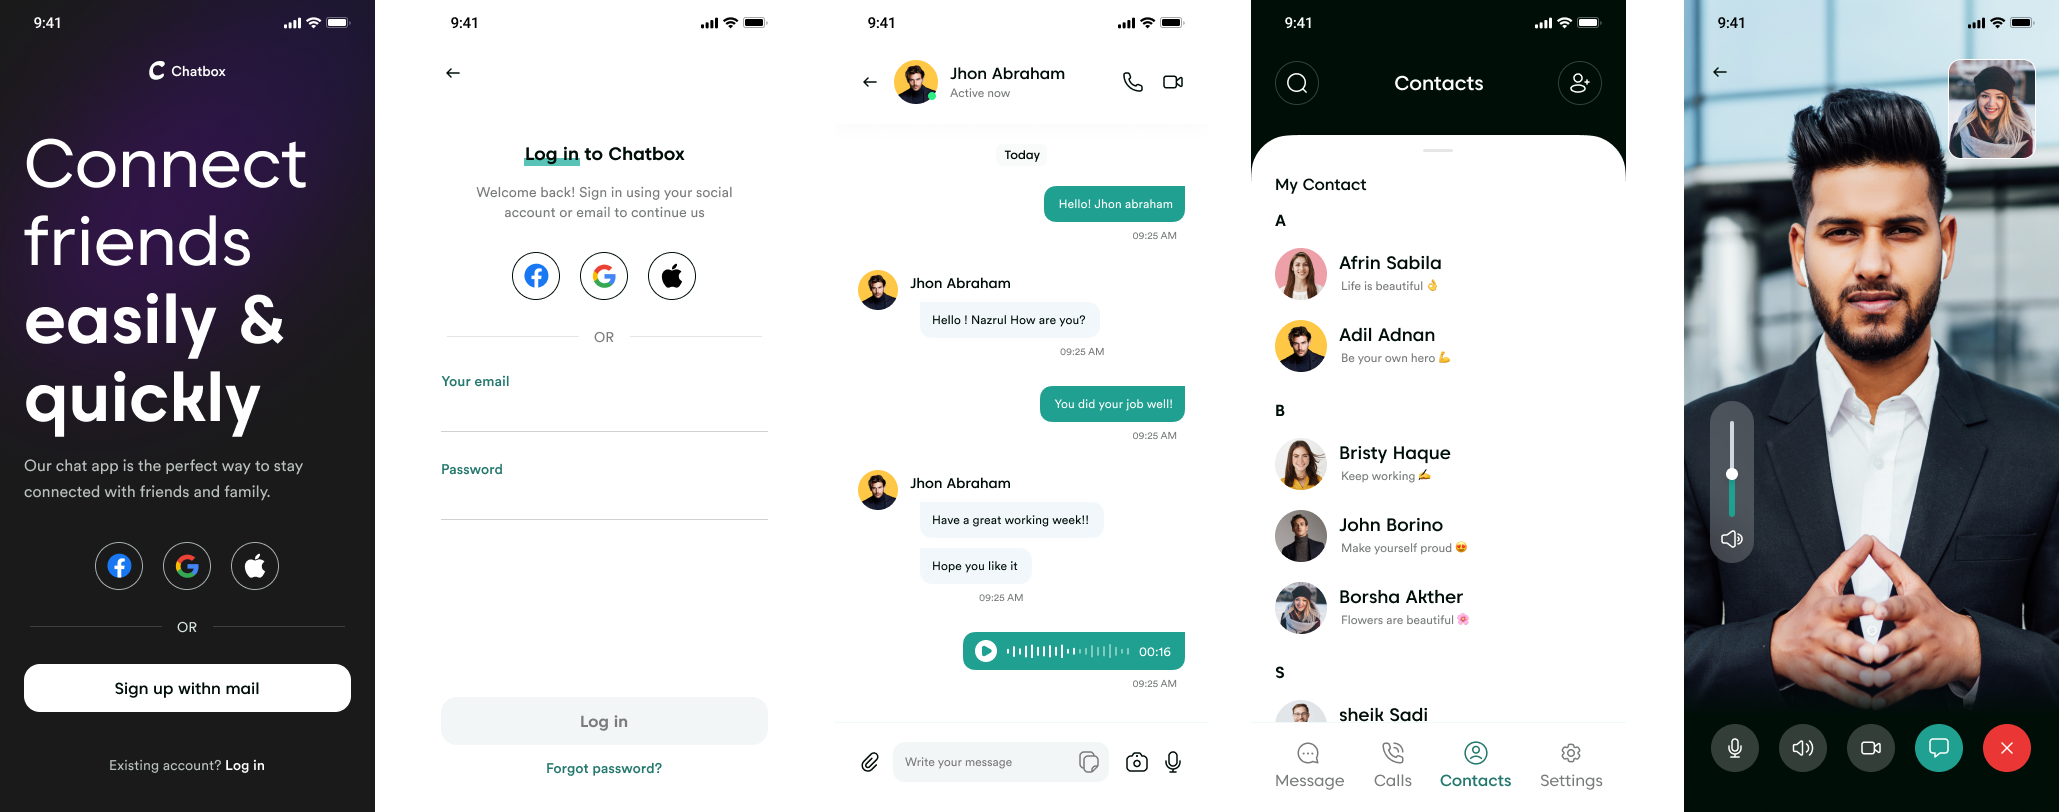 9:41
Chatbox
Connect
friends
easily &
quickly
Our chat app is the perfect way to stay
connected with friends and family.
OR
Sign up withn mail
Existing account? Log in
9:41
Log in to Chatbox
Welcome back! Sign in using your social
account or email to continue us
OR
Your email
Password
Log in
Forgot password?
9:41
Jhon Abraham
Active now
Today
Hello! Jhon abraham
09:25 AM
Jhon Abraham
Hello ! Nazrul How are you?
09:25 AM
You did your job well!
09:25 AM
Jhon Abraham
Have a great working week!!
Hope you like it
09:25 AM
00:16
09:25 AM
Write your message
9:41
Contacts
My Contact
A
Afrin Sabila
Life is beautiful 👌
Adil Adnan
Be your own hero 💪
B
Bristy Haque
Keep working ✍️
John Borino
Make yourself proud 😍
Borsha Akther
Flowers are beautiful 🌸
S
sheik Sadi
Message
Calls
Contacts
Settings
9:41